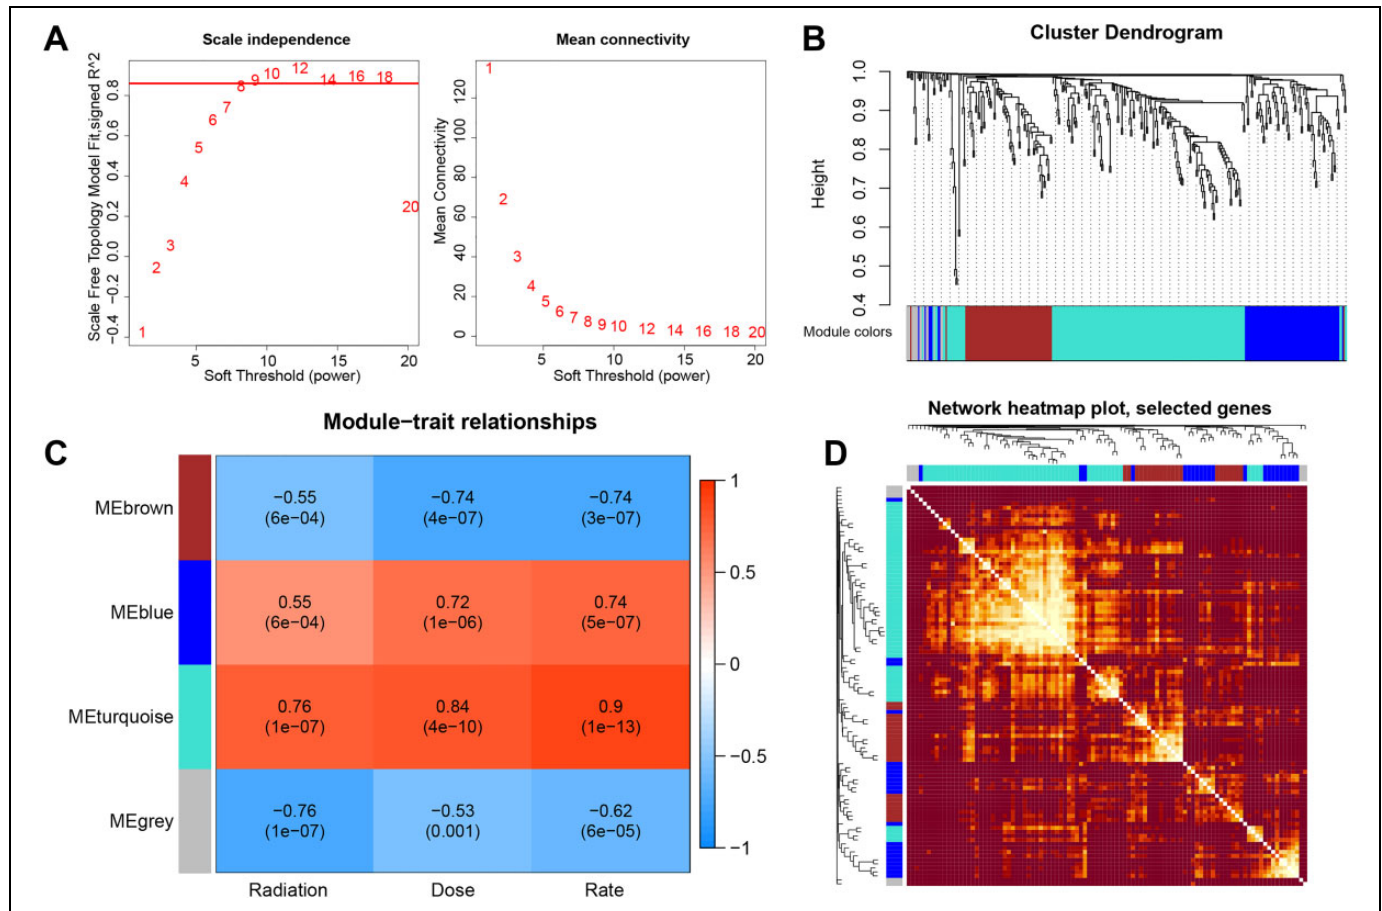 A
Scale independence
Scale Free Topology Model Fit,signed R^2
0.8
0.6
0.4
0.2
0.0
−0.2
−0.4
1
2
3
4
5
6
7
8
9
10
12
14
16
18
20
5
10
15
20
Soft Threshold (power)
Mean connectivity
Mean Connectivity
120
100
80
60
40
20
0
1
2
3
4
5
6
7
8
9
10
12
14
16
18
20
5
10
15
20
Soft Threshold (power)
B
Cluster Dendrogram
Height
1.0
0.9
0.8
0.7
0.6
0.5
0.4
Module colors
C
Module−trait relationships
MEbrown
−0.55
(6e−04)
−0.74
(4e−07)
−0.74
(3e−07)
MEblue
0.55
(6e−04)
0.72
(1e−06)
0.74
(5e−07)
MEturquoise
0.76
(1e−07)
0.84
(4e−10)
0.9
(1e−13)
MEgrey
−0.76
(1e−07)
−0.53
(0.001)
−0.62
(6e−05)
Radiation
Dose
Rate
1
0.5
0
−0.5
−1
D
Network heatmap plot, selected genes